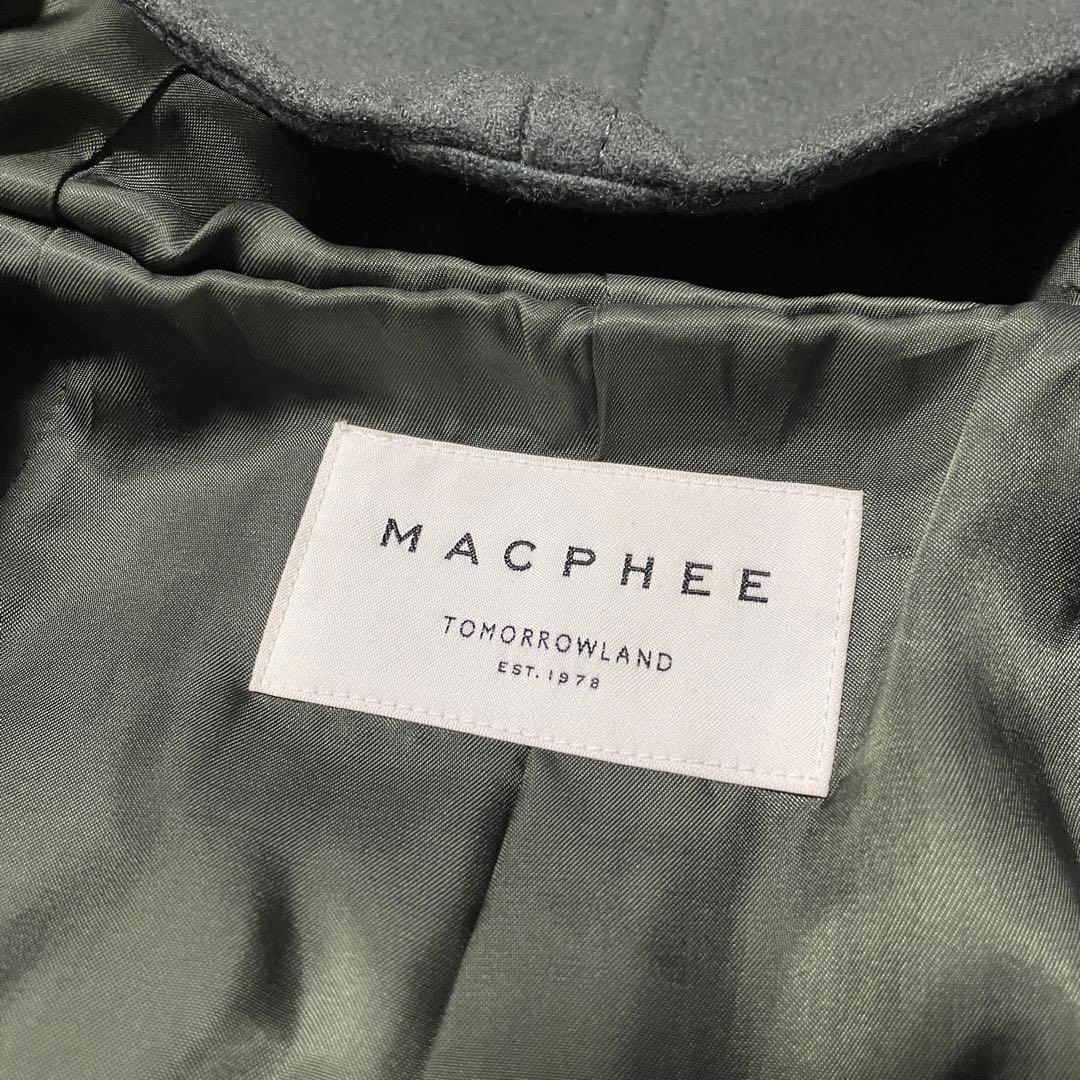 MACPHEE
TOMORROWLAND
EST. 1978